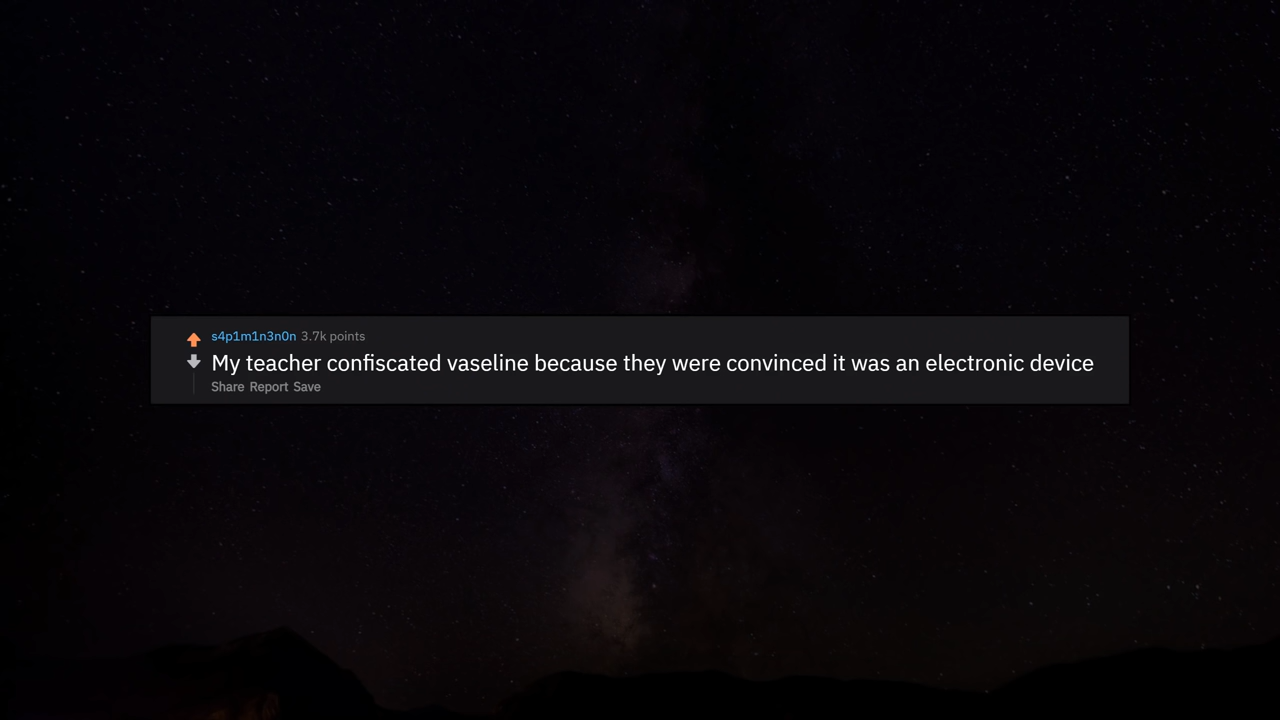 s4p1m1n3n0n 3.7k points
My teacher confiscated vaseline because they were convinced it was an electronic device
Share Report Save